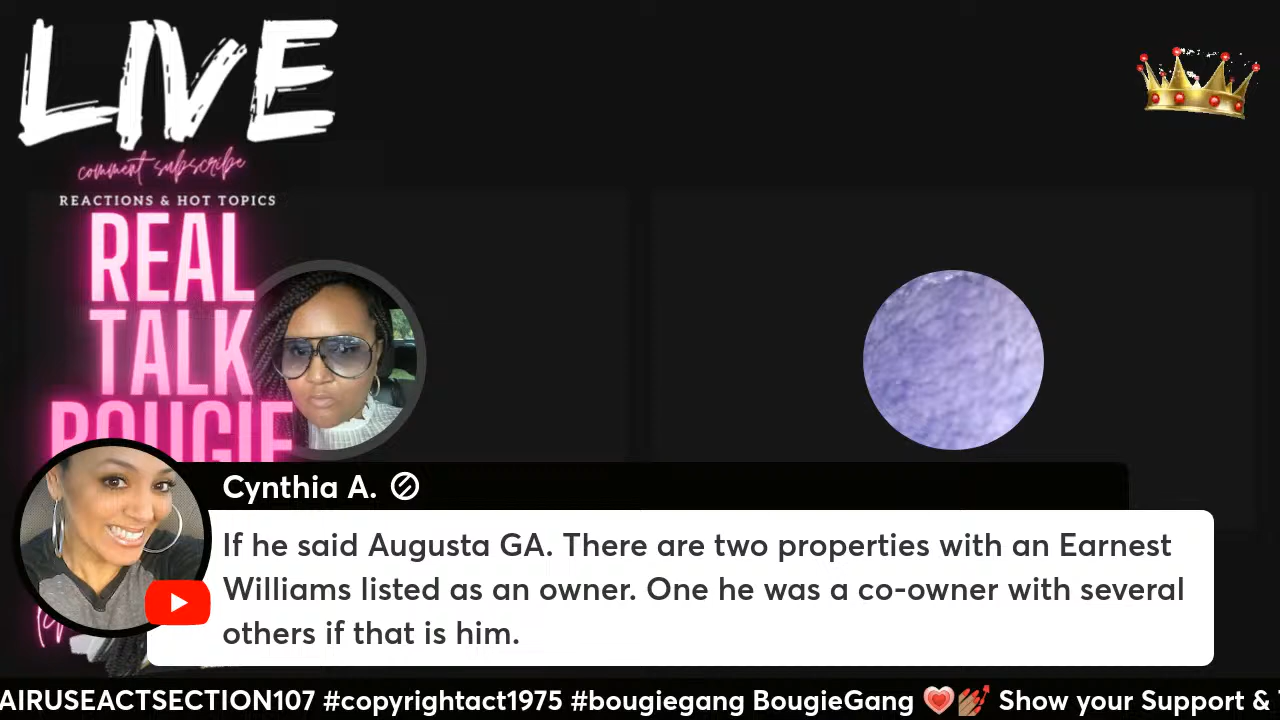 LIVE
comment subscribe
REACTIONS & HOT TOPICS
REAL
TALK
BOUGIE
Cynthia A.
If he said Augusta GA. There are two properties with an Earnest
Williams listed as an owner. One he was a co-owner with several
others if that is him.
AIRUSEACTSECTION107 #copyrightact1975 #bougiegang BougieGang 💗💅🏾 Show your Support &